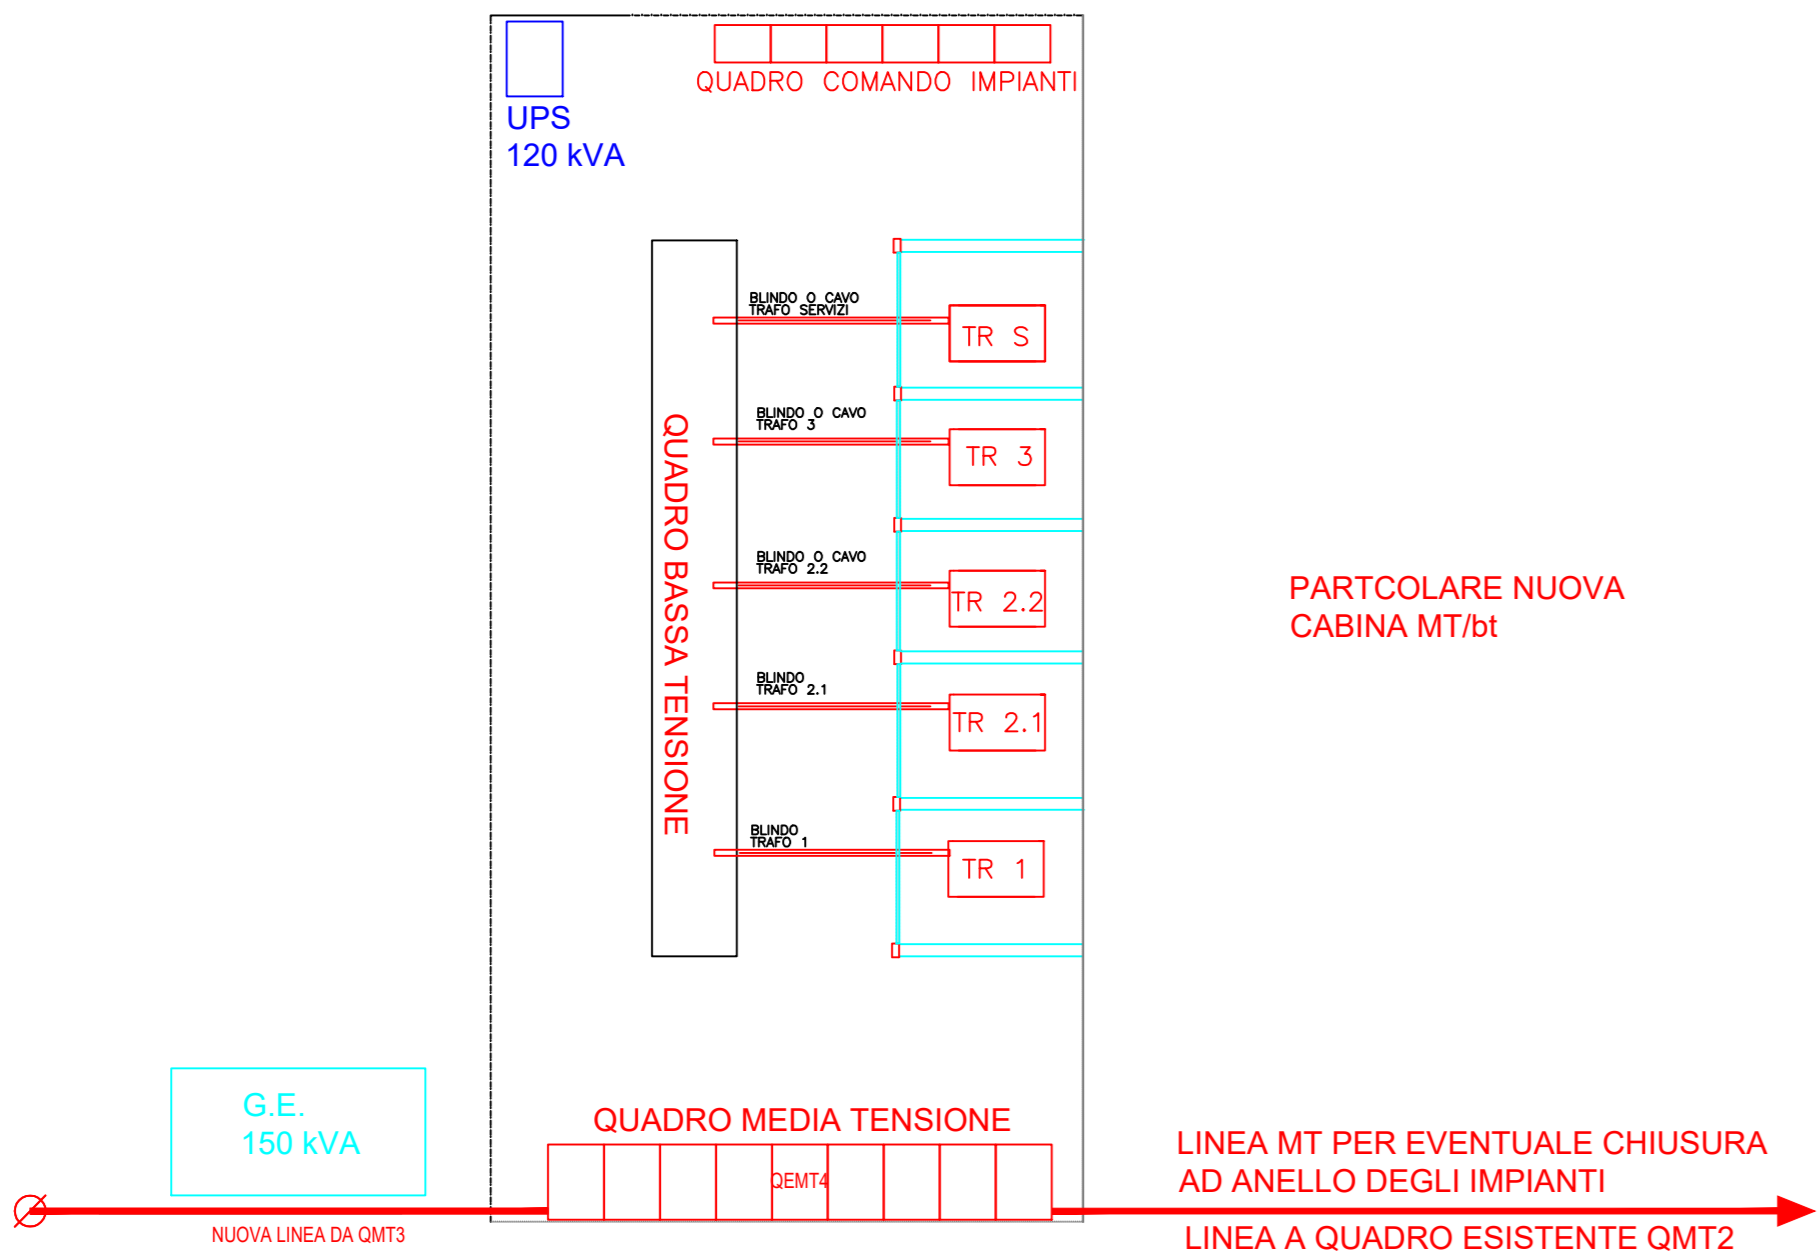 QUADRO COMANDO IMPIANTI
UPS
120 kVA
BLINDO O CAVO
TRAFO SERVIZI
TR S
BLINDO O CAVO
TRAFO 3
TR 3
QUADRO BASSA TENSIONE
BLINDO O CAVO
TRAFO 2.2
TR 2.2
PARTCOLARE NUOVA
CABINA MT/bt
BLINDO
TRAFO 2.1
TR 2.1
BLINDO
TRAFO 1
TR 1
G.E.
150 kVA
QUADRO MEDIA TENSIONE
QEMT4
LINEA MT PER EVENTUALE CHIUSURA
AD ANELLO DEGLI IMPIANTI
NUOVA LINEA DA QMT3
LINEA A QUADRO ESISTENTE QMT2